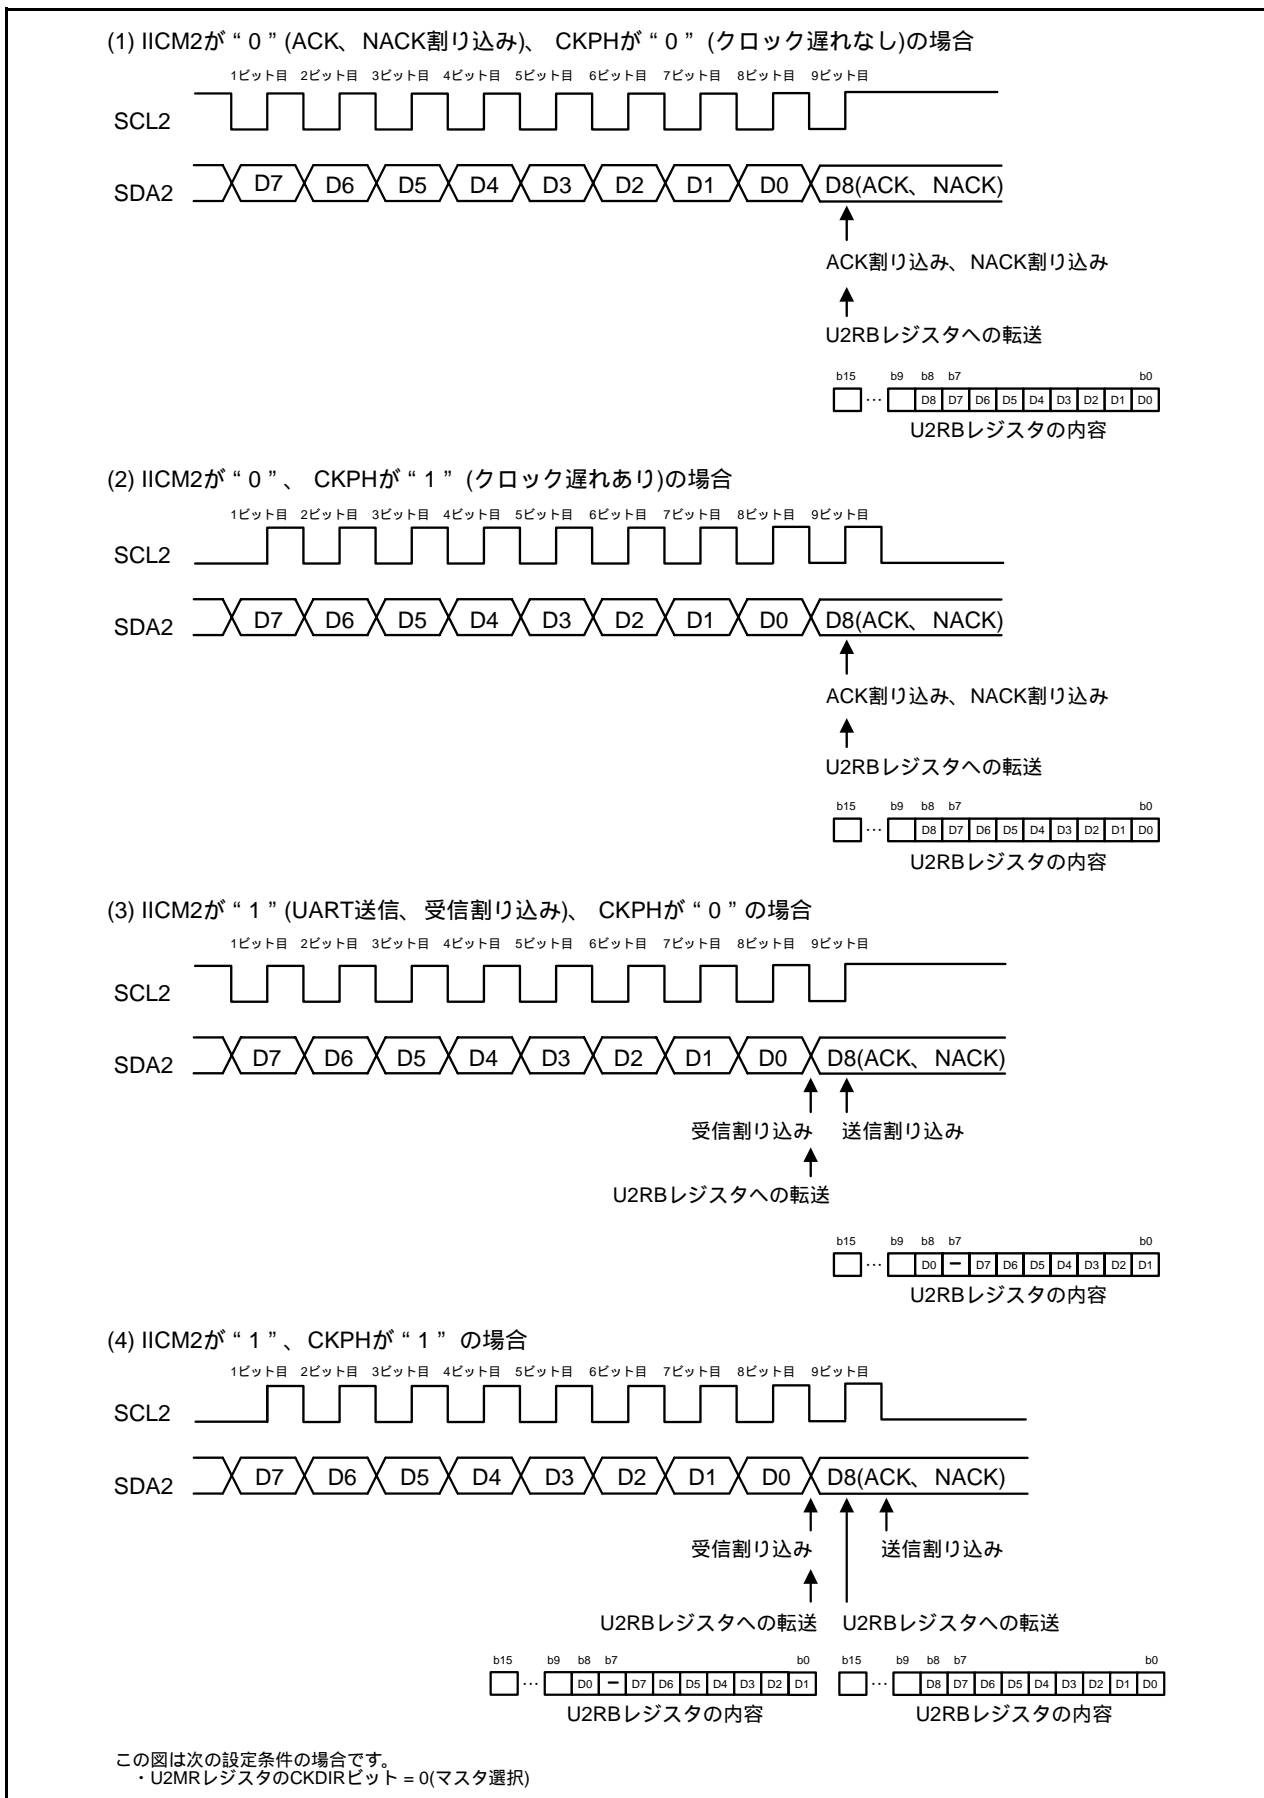 (1) IICM2が “ 0 ” (ACK、NACK割り込み)、 CKPHが “ 0 ” (クロック遅れなし)の場合
1ビット目 2ビット目 3ビット目 4ビット目 5ビット目 6ビット目 7ビット目 8ビット目 9ビット目
SCL2
SDA2 D7 D6 D5 D4 D3 D2 D1 D0 D8(ACK、 NACK)
ACK割り込み、NACK割り込み
U2RBレジスタへの転送
b15 b9 b8 b7 b0
… D8 D7 D6 D5 D4 D3 D2 D1 D0
U2RBレジスタの内容
(2) IICM2が “ 0 ” 、 CKPHが “ 1 ” (クロック遅れあり)の場合
1ビット目 2ビット目 3ビット目 4ビット目 5ビット目 6ビット目 7ビット目 8ビット目 9ビット目
SCL2
SDA2 D7 D6 D5 D4 D3 D2 D1 D0 D8(ACK、 NACK)
ACK割り込み、NACK割り込み
U2RBレジスタへの転送
b15 b9 b8 b7 b0
… D8 D7 D6 D5 D4 D3 D2 D1 D0
U2RBレジスタの内容
(3) IICM2が “ 1 ” (UART送信、受信割り込み)、 CKPHが “ 0 ” の場合
1ビット目 2ビット目 3ビット目 4ビット目 5ビット目 6ビット目 7ビット目 8ビット目 9ビット目
SCL2
SDA2 D7 D6 D5 D4 D3 D2 D1 D0 D8(ACK、 NACK)
受信割り込み 送信割り込み
U2RBレジスタへの転送
b15 b9 b8 b7 b0
… D0 − D7 D6 D5 D4 D3 D2 D1
U2RBレジスタの内容
(4) IICM2が “ 1 ” 、CKPHが “ 1 ” の場合
1ビット目 2ビット目 3ビット目 4ビット目 5ビット目 6ビット目 7ビット目 8ビット目 9ビット目
SCL2
SDA2 D7 D6 D5 D4 D3 D2 D1 D0 D8(ACK、 NACK)
受信割り込み 送信割り込み
U2RBレジスタへの転送 U2RBレジスタへの転送
b15 b9 b8 b7 b0 b15 b9 b8 b7 b0
… D0 − D7 D6 D5 D4 D3 D2 D1 … D8 D7 D6 D5 D4 D3 D2 D1 D0
U2RBレジスタの内容 U2RBレジスタの内容
この図は次の設定条件の場合です。
・U2MRレジスタのCKDIRビット = 0(マスタ選択)